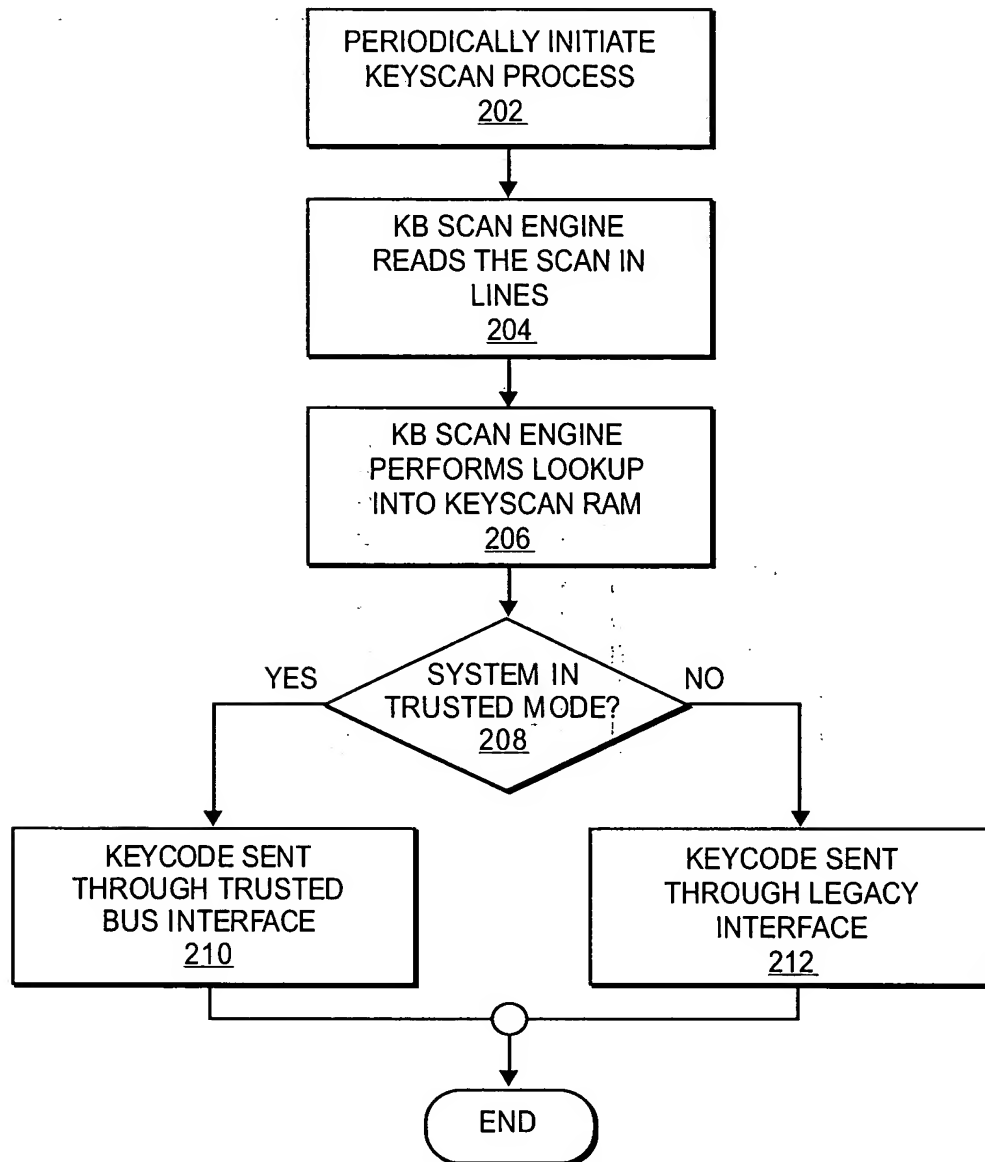 PERIODICALLY INITIATE
KEYSCAN PROCESS
202
KB SCAN ENGINE
READS THE SCAN IN
LINES
204
KB SCAN ENGINE
PERFORMS LOOKUP
INTO KEYSCAN RAM
206
YES
SYSTEM IN
TRUSTED MODE?
208
NO
KEYCODE SENT
THROUGH TRUSTED
BUS INTERFACE
210
KEYCODE SENT
THROUGH LEGACY
INTERFACE
212
END